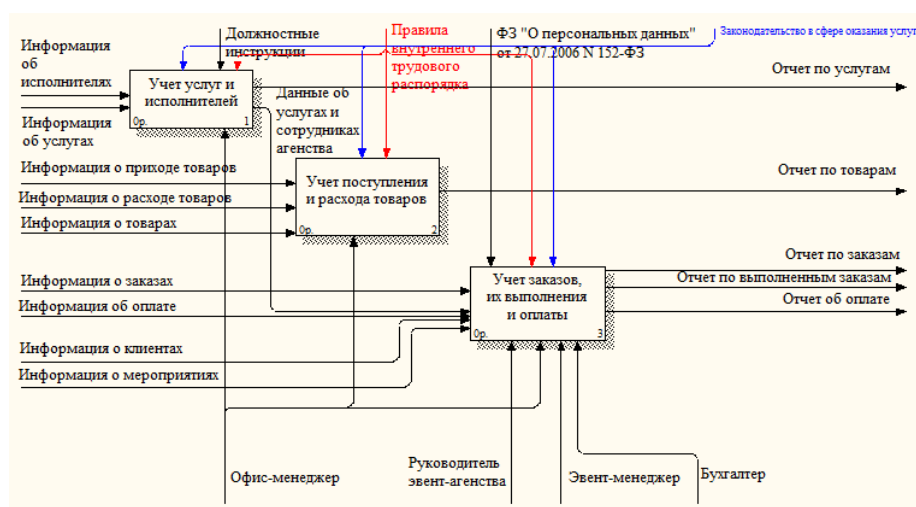 Должностные
инструкции
Правила
внутреннего
трудового
распорядка
ФЗ "О персональных данных"
от 27.07.2006 N 152-ФЗ
Законодательство в сфере оказания услуг
Информация
об
исполнителях
Информация
об услугах
Учет услуг и
исполнителей
0р. 1
Данные об
услугах и
сотрудниках
агенства
Отчет по услугам
Информация о приходе товаров
Информация о расходе товаров
Информация о товарах
Учет поступления
и расхода товаров
0р. 2
Отчет по товарам
Информация о заказах
Информация об оплате
Информация о клиентах
Информация о мероприятиях
Учет заказов,
их выполнения
и оплаты
0р. 3
Отчет по заказам
Отчет по выполненным заказам
Отчет об оплате
Офис-менеджер
Руководитель
эвент-агенства
Эвент-менеджер
Бухгалтер